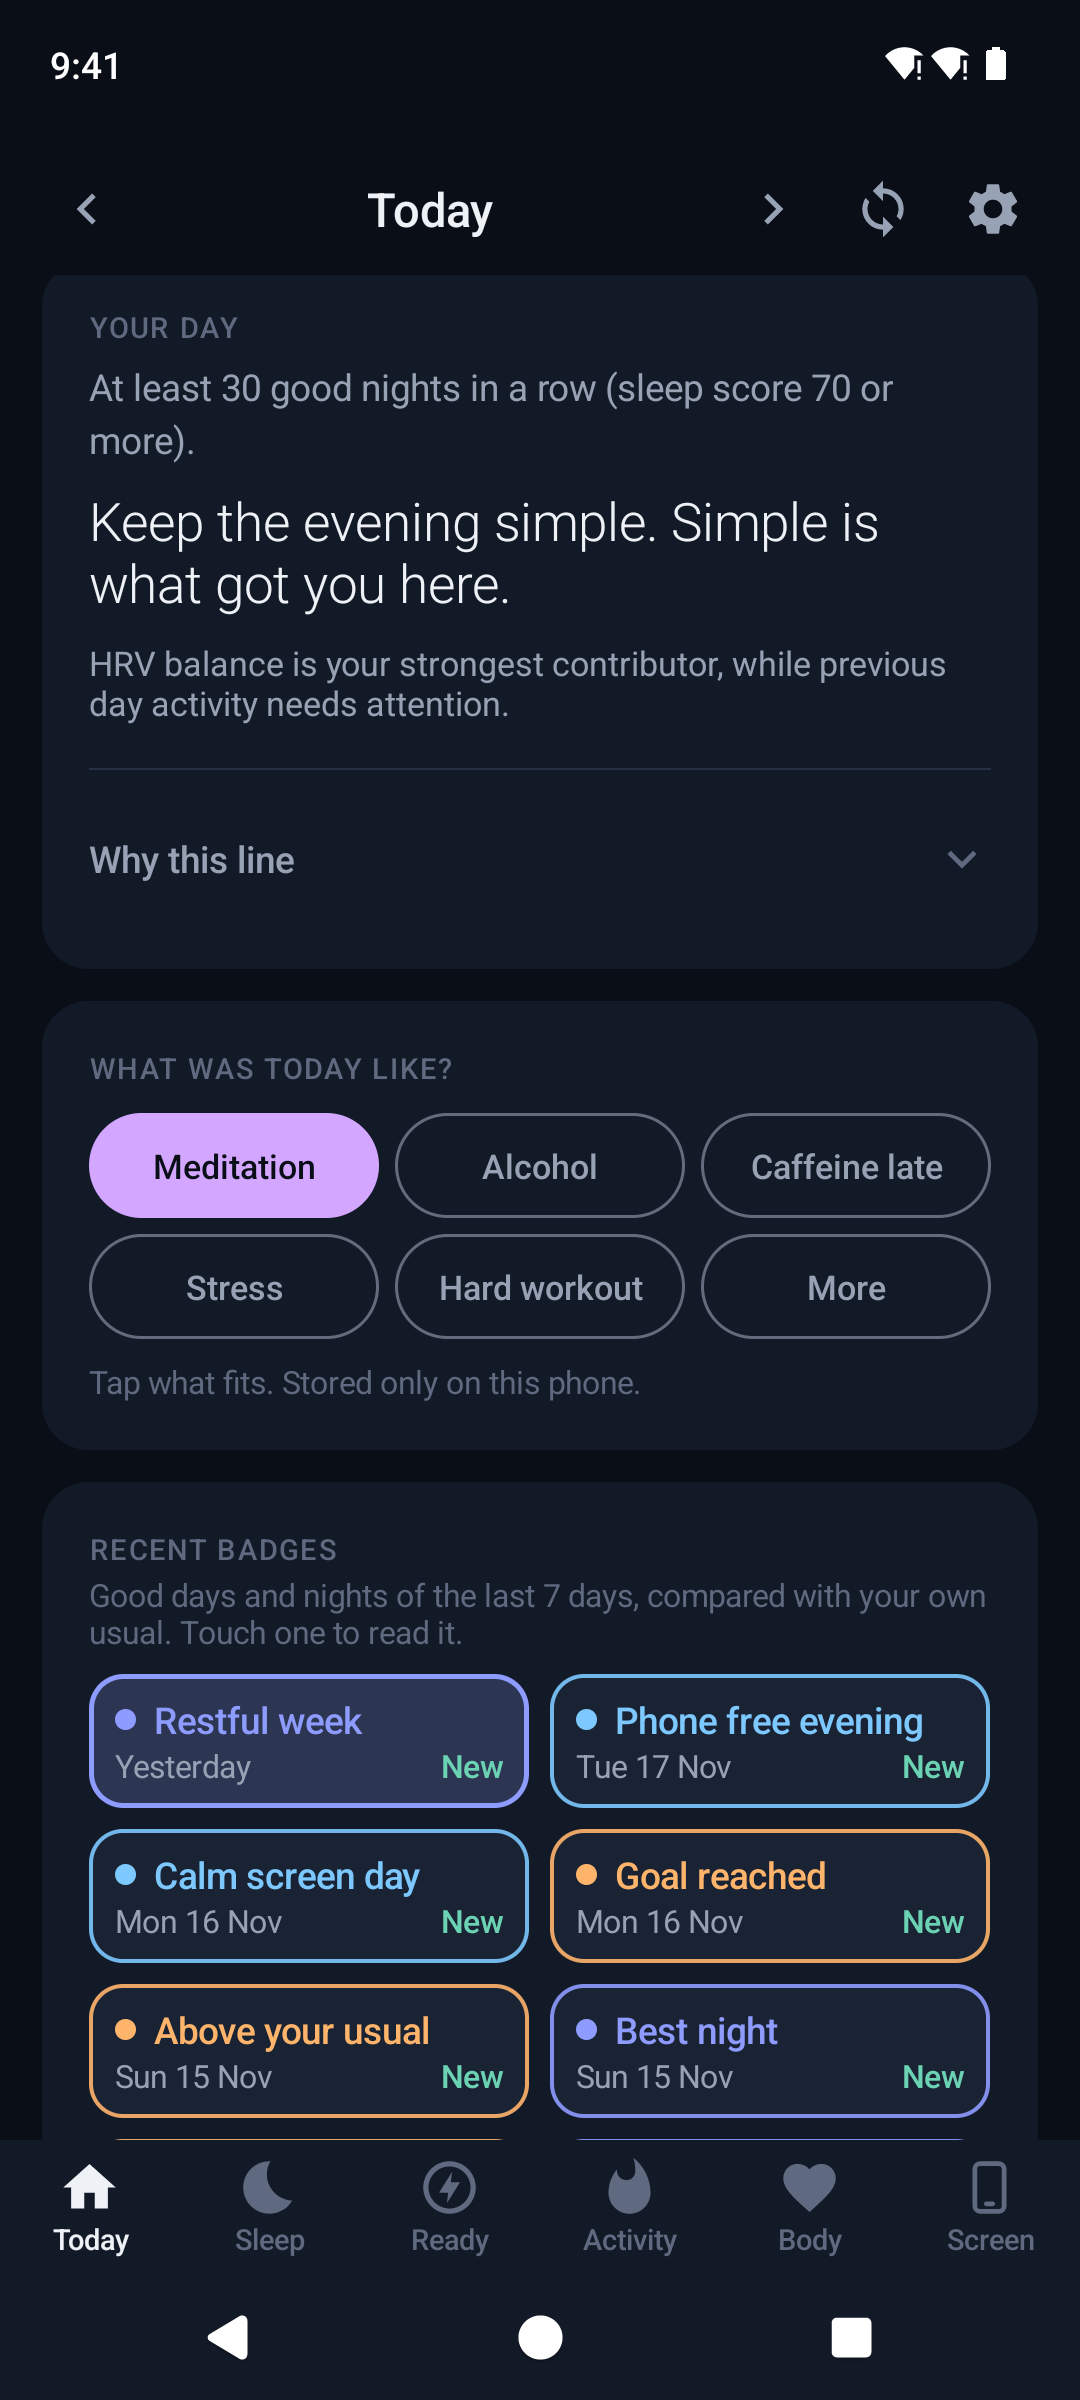 9:41
Today
YOUR DAY
At least 30 good nights in a row (sleep score 70 or
more).
Keep the evening simple. Simple is
what got you here.
HRV balance is your strongest contributor, while previous
day activity needs attention.
Why this line
WHAT WAS TODAY LIKE?
Meditation
Alcohol
Caffeine late
Stress
Hard workout
More
Tap what fits. Stored only on this phone.
RECENT BADGES
Good days and nights of the last 7 days, compared with your own
usual. Touch one to read it.
Restful week
Yesterday New
Phone free evening
Tue 17 Nov New
Calm screen day
Mon 16 Nov New
Goal reached
Mon 16 Nov New
Above your usual
Sun 15 Nov New
Best night
Sun 15 Nov New
Today
Sleep
Ready
Activity
Body
Screen